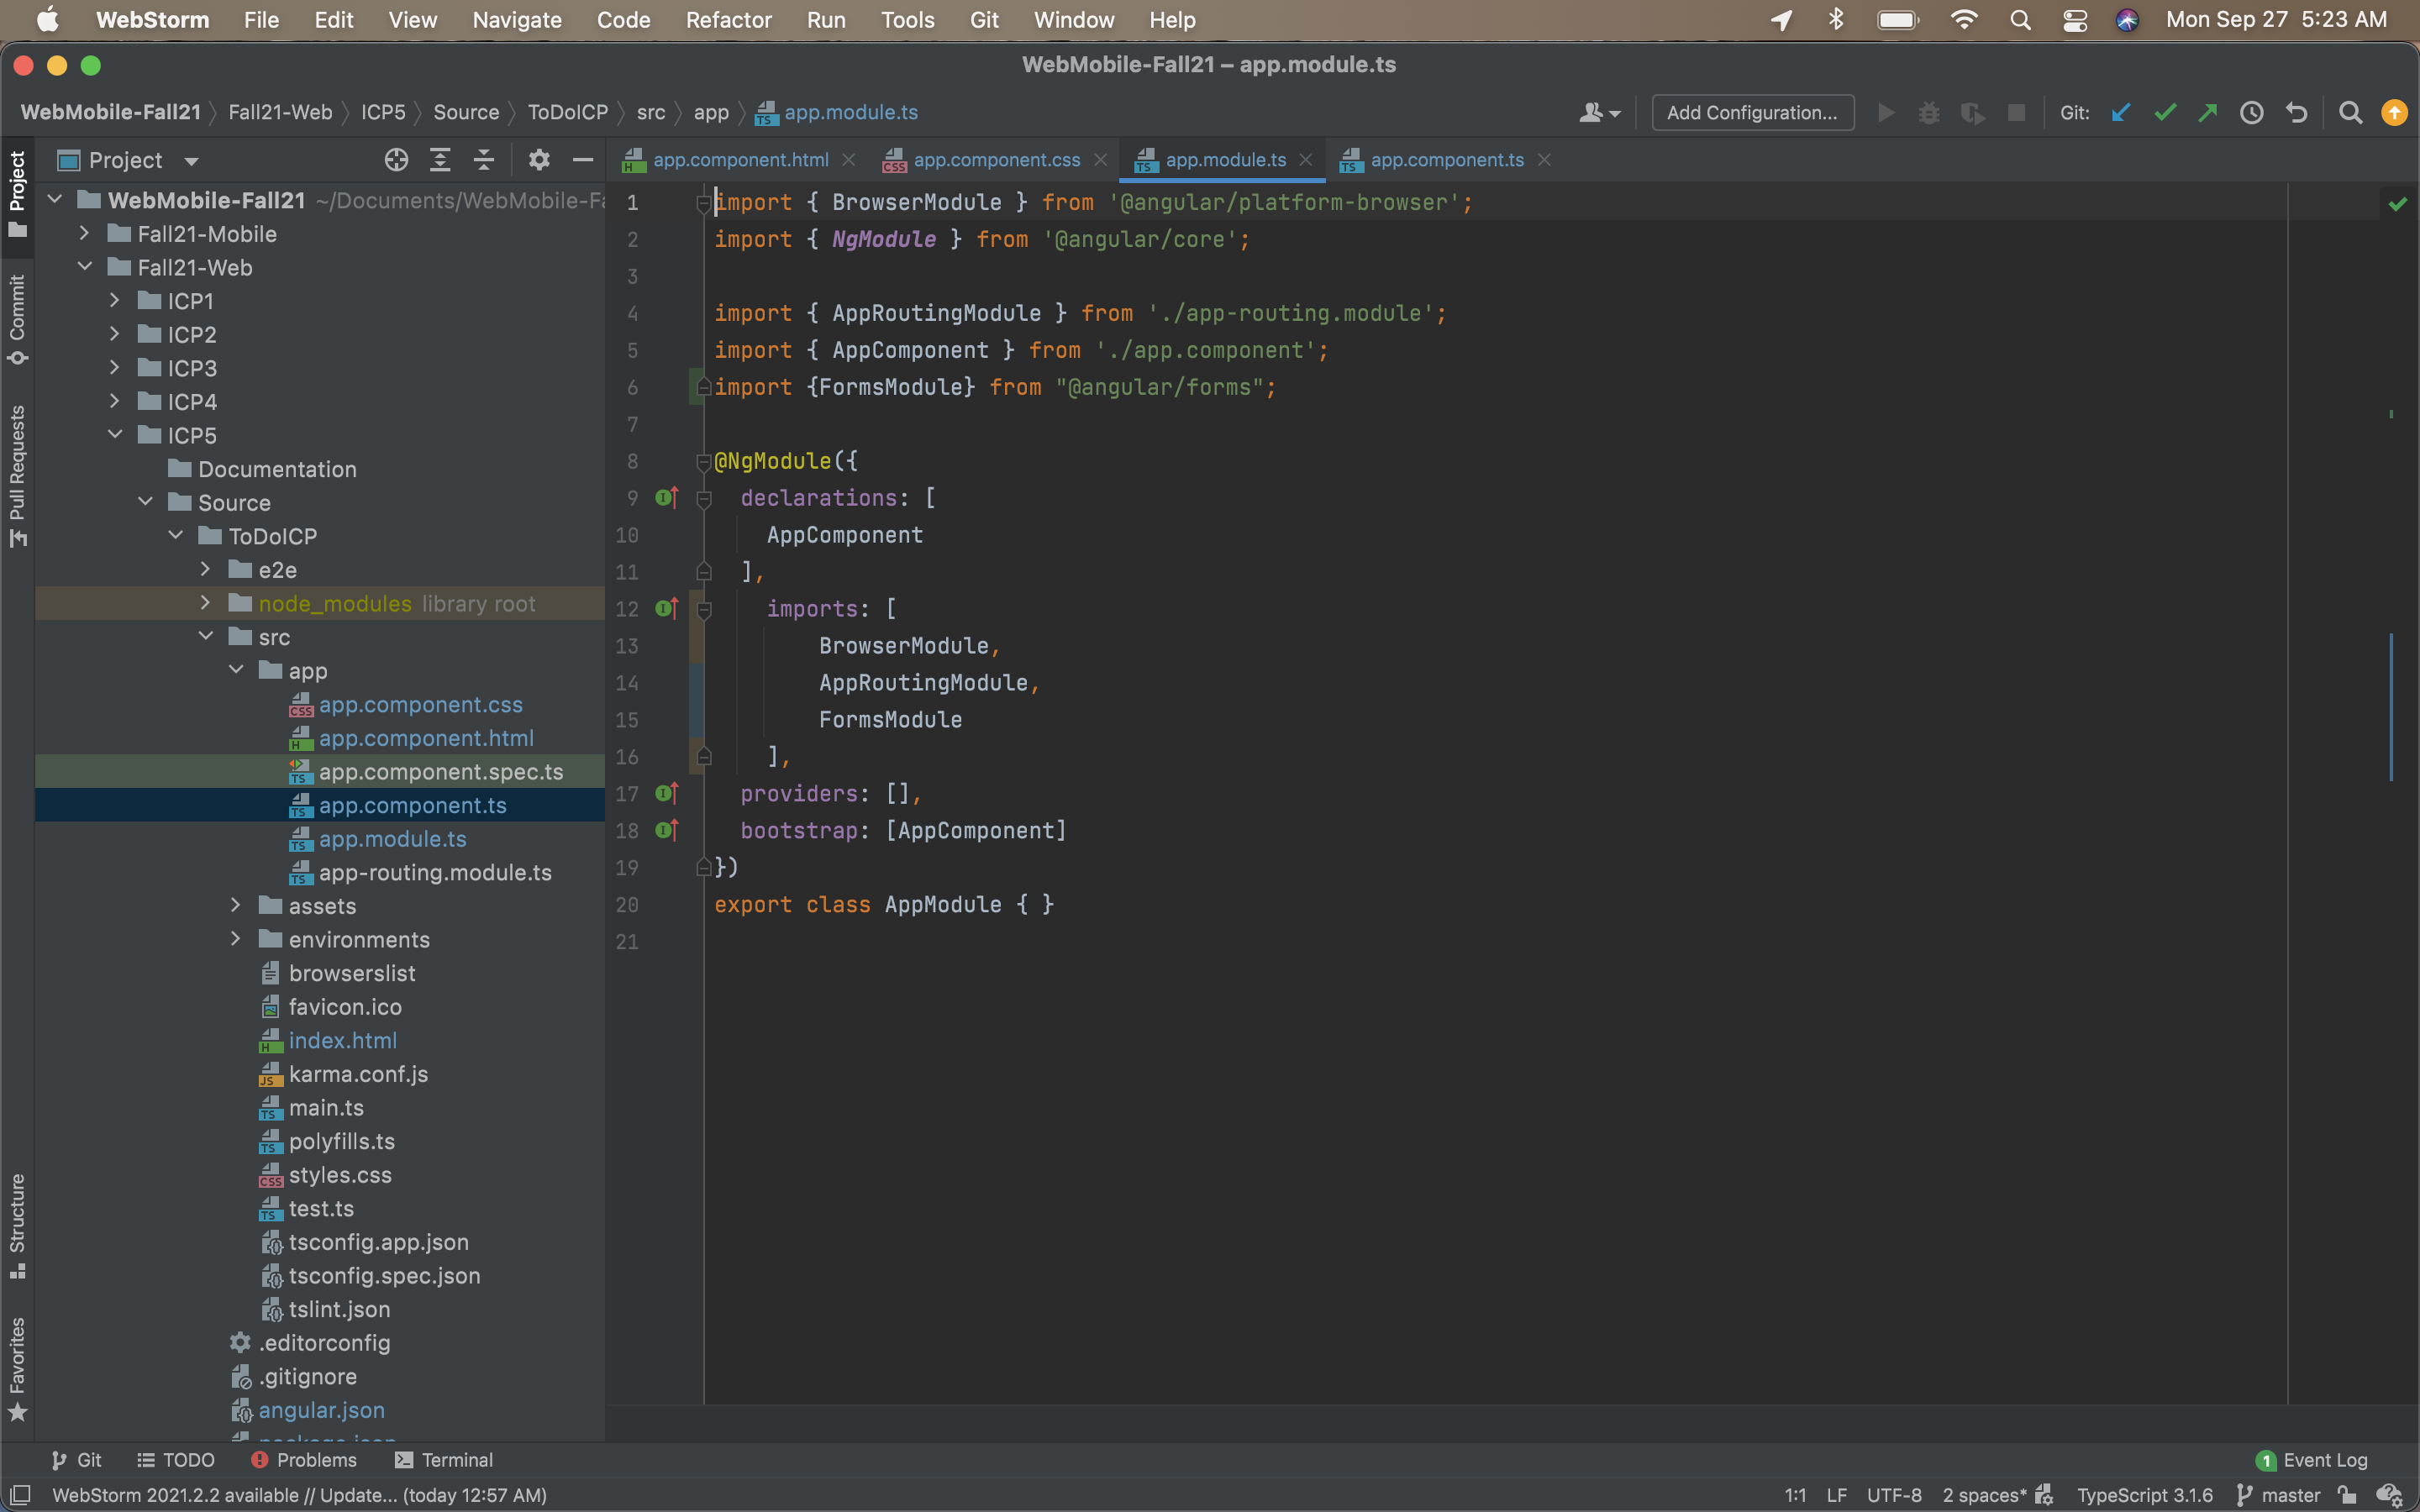 WebStorm File Edit View Navigate Code Refactor Run Tools Git Window Help Mon Sep 27 5:23 AM
WebMobile-Fall21 – app.module.ts
WebMobile-Fall21 Fall21-Web ICP5 Source ToDoICP src app app.module.ts Add Configuration... Git:
Project
app.component.html app.component.css app.module.ts app.component.ts
Project
Commit
Pull Requests
Structure
Favorites
WebMobile-Fall21 ~/Documents/WebMobile-Fa
Fall21-Mobile
Fall21-Web
ICP1
ICP2
ICP3
ICP4
ICP5
Documentation
Source
ToDoICP
e2e
node_modules library root
src
app
app.component.css
app.component.html
app.component.spec.ts
app.component.ts
app.module.ts
app-routing.module.ts
assets
environments
browserslist
favicon.ico
index.html
karma.conf.js
main.ts
polyfills.ts
styles.css
test.ts
tsconfig.app.json
tsconfig.spec.json
tslint.json
.editorconfig
.gitignore
angular.json
1 import { BrowserModule } from '@angular/platform-browser';
2 import { NgModule } from '@angular/core';
3
4 import { AppRoutingModule } from './app-routing.module';
5 import { AppComponent } from './app.component';
6 import {FormsModule} from "@angular/forms";
7
8 @NgModule({
9 declarations: [
10 AppComponent
11 ],
12 imports: [
13 BrowserModule,
14 AppRoutingModule,
15 FormsModule
16 ],
17 providers: [],
18 bootstrap: [AppComponent]
19 })
20 export class AppModule { }
21
Git TODO Problems Terminal 1 Event Log
WebStorm 2021.2.2 available // Update... (today 12:57 AM) 1:1 LF UTF-8 2 spaces* TypeScript 3.1.6 master